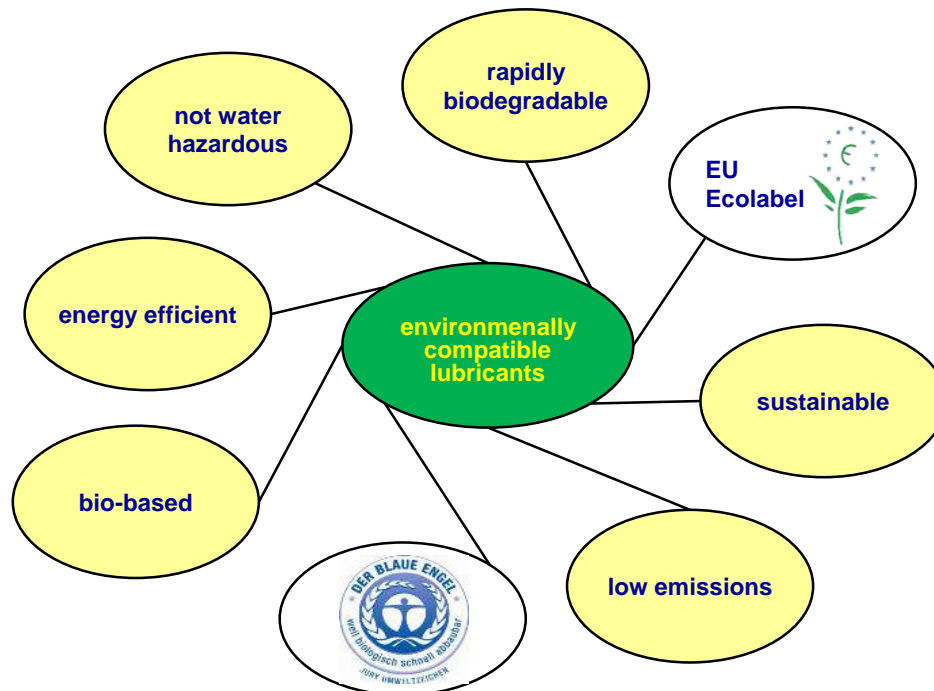 rapidly
biodegradable
not water
hazardous
EU
Ecolabel
energy efficient
environmenally
compatible
lubricants
sustainable
bio-based
DER BLAUE ENGEL
weil biologisch schnell abbaubar
JURY UMWELTZEICHEN
low emissions